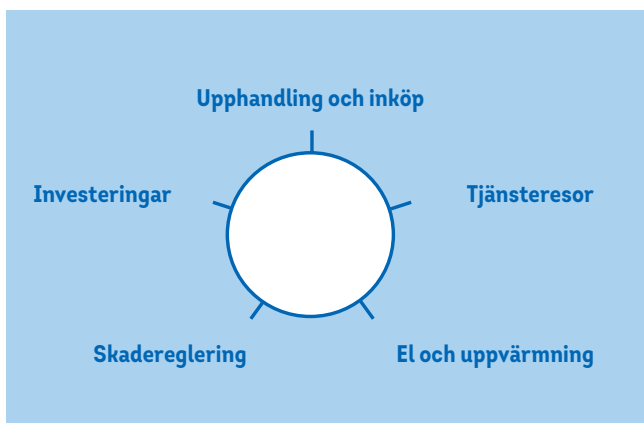 Upphandling och inköp
Investeringar
Tjänsteresor
Skadereglering
El och uppvärmning